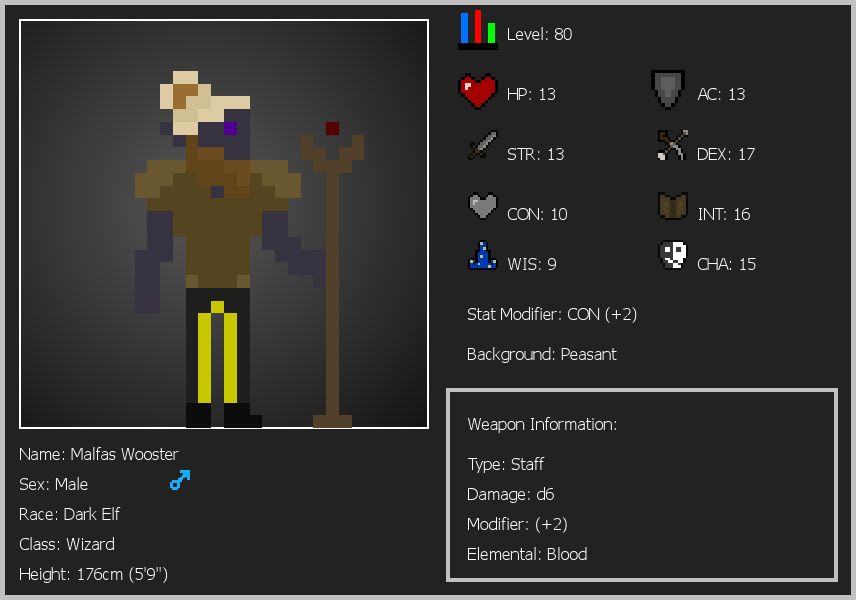 Level: 80
HP: 13
AC: 13
STR: 13
DEX: 17
CON: 10
INT: 16
WIS: 9
CHA: 15
Stat Modifier: CON (+2)
Background: Peasant
Weapon Information:
Type: Staff
Damage: d6
Modifier: (+2)
Elemental: Blood
Name: Malfas Wooster
Sex: Male
Race: Dark Elf
Class: Wizard
Height: 176cm (5'9")